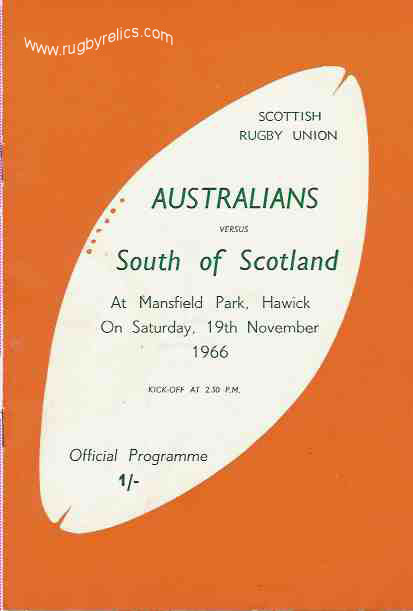 www.rugbyrelics.com
SCOTTISH
RUGBY UNION
AUSTRALIANS
VERSUS
South of Scotland
At Mansfield Park, Hawick
On Saturday, 19th November
1966
KICK-OFF AT 2.30 P.M.
Official Programme
1/-